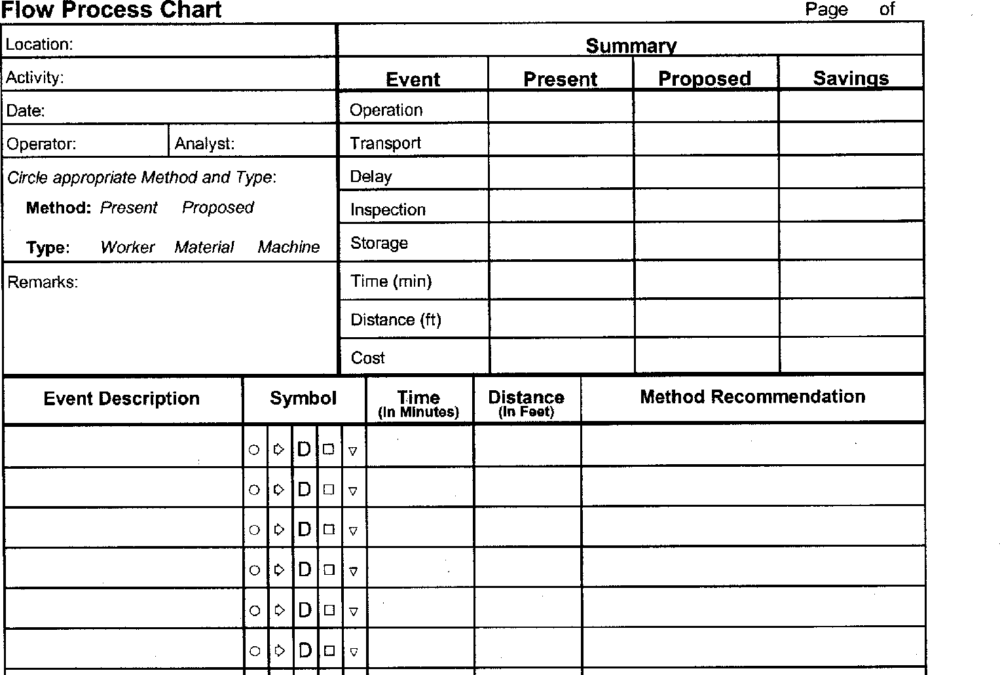 Flow Process Chart
Page of
Location:
Summary
Activity:
Event Present Proposed Savings
Date:
Operation
Operator: Analyst:
Transport
Circle appropriate Method and Type:
Delay
Method: Present Proposed
Inspection
Type: Worker Material Machine
Storage
Remarks:
Time (min)
Distance (ft)
Cost
Event Description Symbol Time Distance Method Recommendation
(In Minutes) (In Feet)
○ ⇨ D □ ▽
○ ⇨ D □ ▽
○ ⇨ D □ ▽
○ ⇨ D □ ▽
○ ⇨ D □ ▽
○ ⇨ D □ ▽